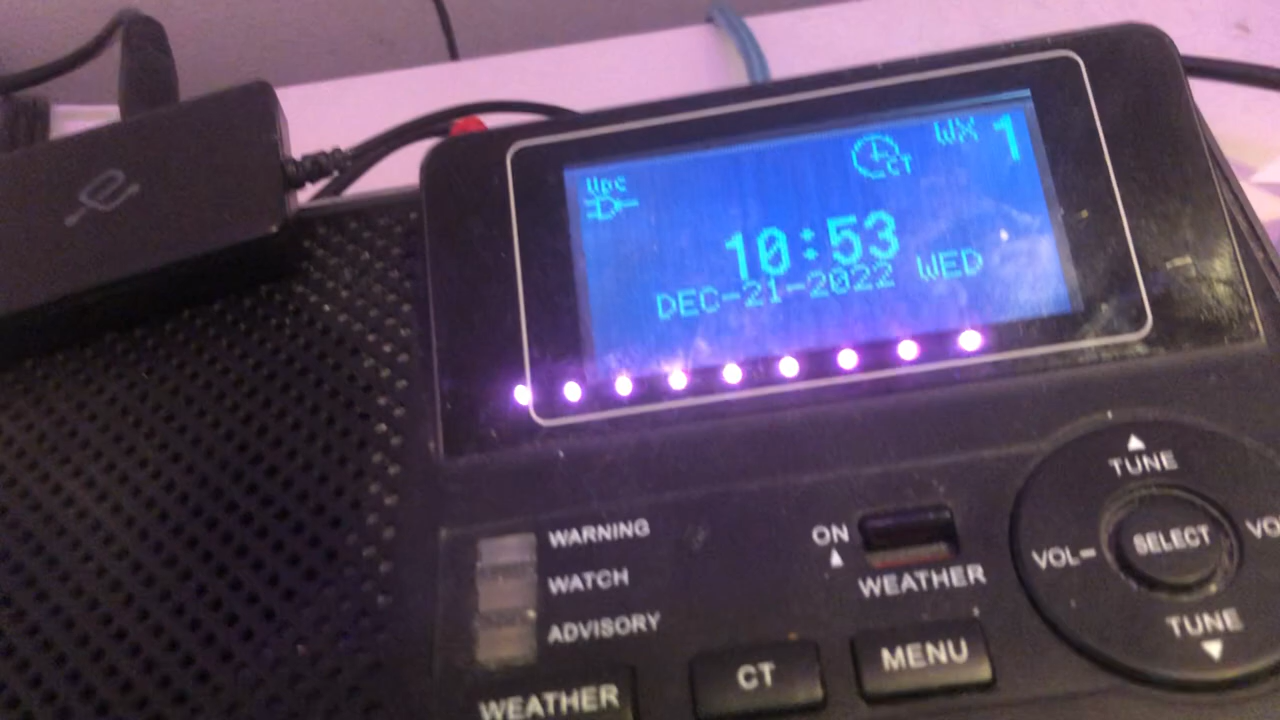 WX 1
CT
10:53
DEC-21-2022 WED
TUNE
WARNING
ON
VOL-
SELECT
VO
WATCH
WEATHER
ADVISORY
TUNE
WEATHER
CT
MENU